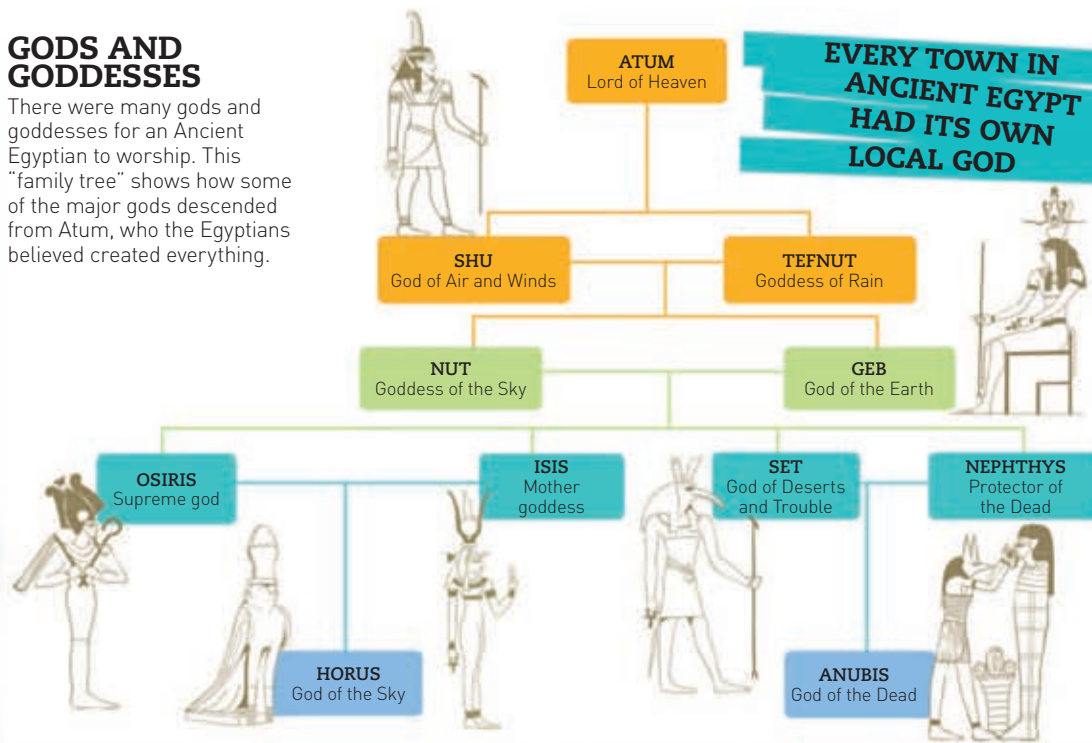 GODS AND
GODDESSES
There were many gods and
goddesses for an Ancient
Egyptian to worship. This
“family tree” shows how some
of the major gods descended
from Atum, who the Egyptians
believed created everything.
ATUM
Lord of Heaven
EVERY TOWN IN
ANCIENT EGYPT
HAD ITS OWN
LOCAL GOD
SHU
God of Air and Winds
TEFNUT
Goddess of Rain
NUT
Goddess of the Sky
GEB
God of the Earth
OSIRIS
Supreme god
ISIS
Mother
goddess
SET
God of Deserts
and Trouble
NEPHTHYS
Protector of
the Dead
HORUS
God of the Sky
ANUBIS
God of the Dead